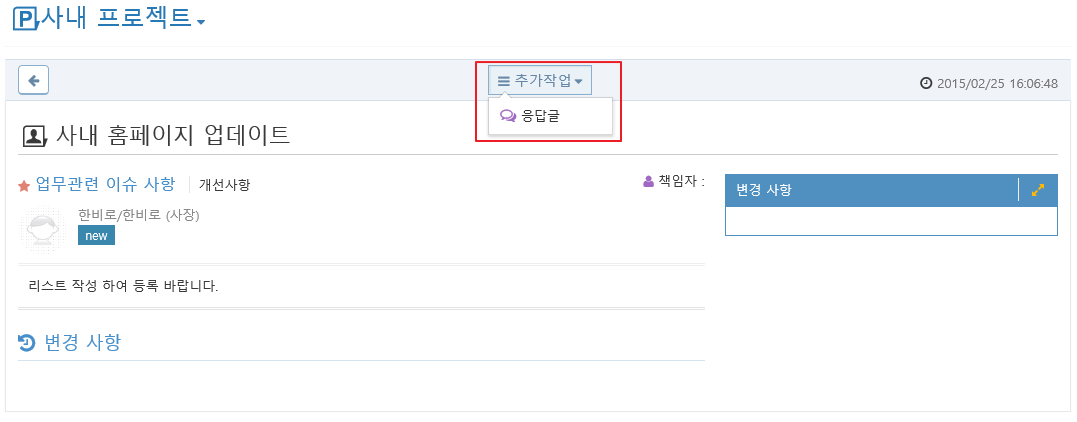 사내 프로젝트
추가작업
2015/02/25 16:06:48
응답글
사내 홈페이지 업데이트
업무관련 이슈 사항 개선사항
책임자 :
변경 사항
한비로/한비로 (사장)
new
리스트 작성 하여 등록 바랍니다.
변경 사항